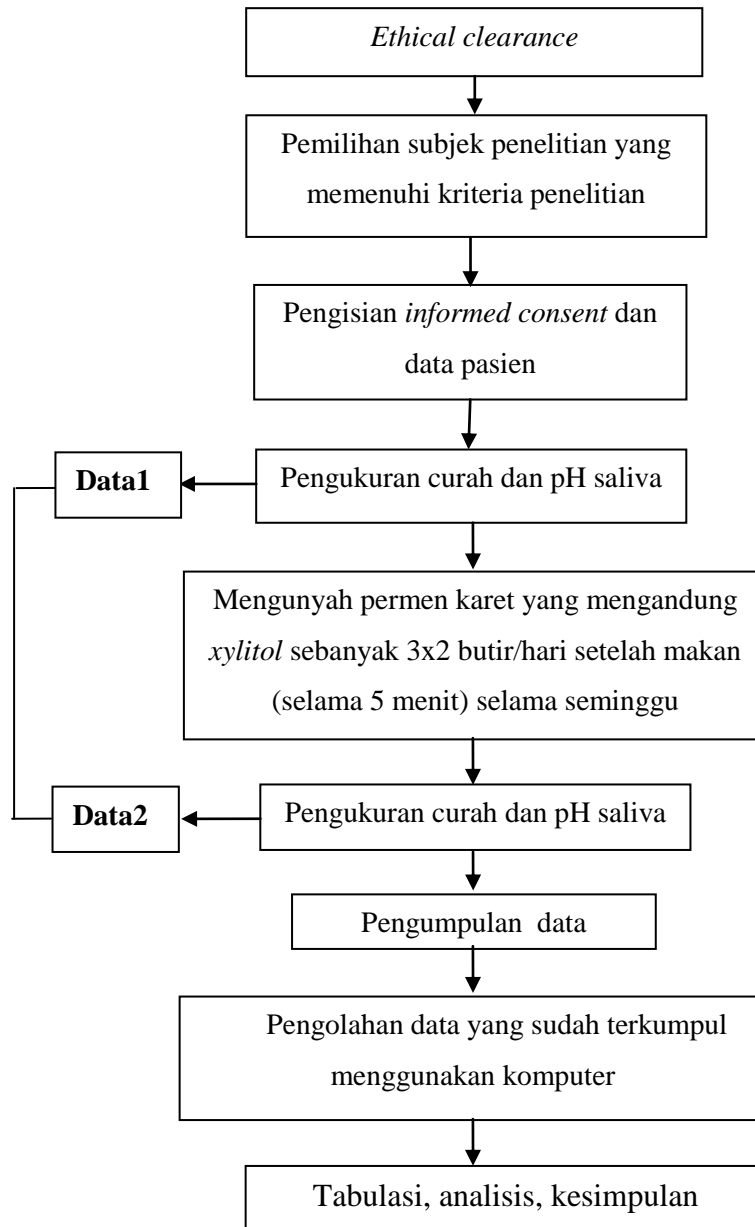 Ethical clearance
Pemilihan subjek penelitian yang
memenuhi kriteria penelitian
Pengisian informed consent dan
data pasien
Data1
Pengukuran curah dan pH saliva
Mengunyah permen karet yang mengandung
xylitol sebanyak 3x2 butir/hari setelah makan
(selama 5 menit) selama seminggu
Data2
Pengukuran curah dan pH saliva
Pengumpulan data
Pengolahan data yang sudah terkumpul
menggunakan komputer
Tabulasi, analisis, kesimpulan